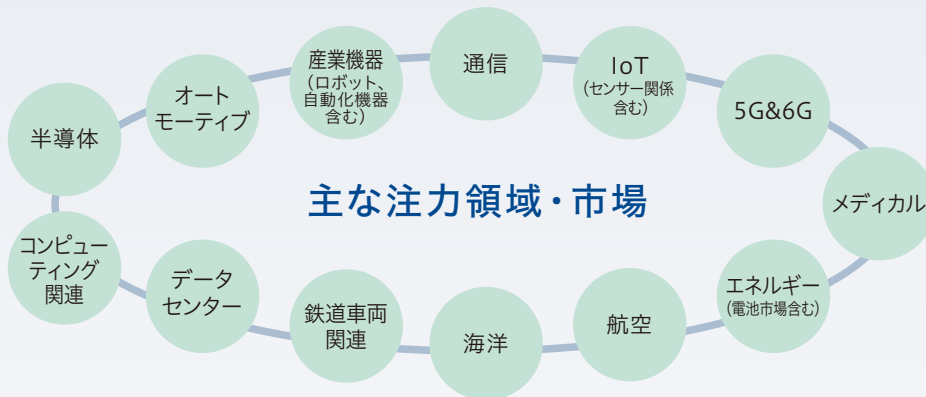 産業機器
(ロボット、
自動化機器
含む)
通信
IoT
(センサー関係
含む)
オート
モーティブ
5G&6G
半導体
主な注力領域・市場
メディカル
コンピュー
ティング
関連
データ
センター
鉄道車両
関連
海洋
航空
エネルギー
(電池市場含む)